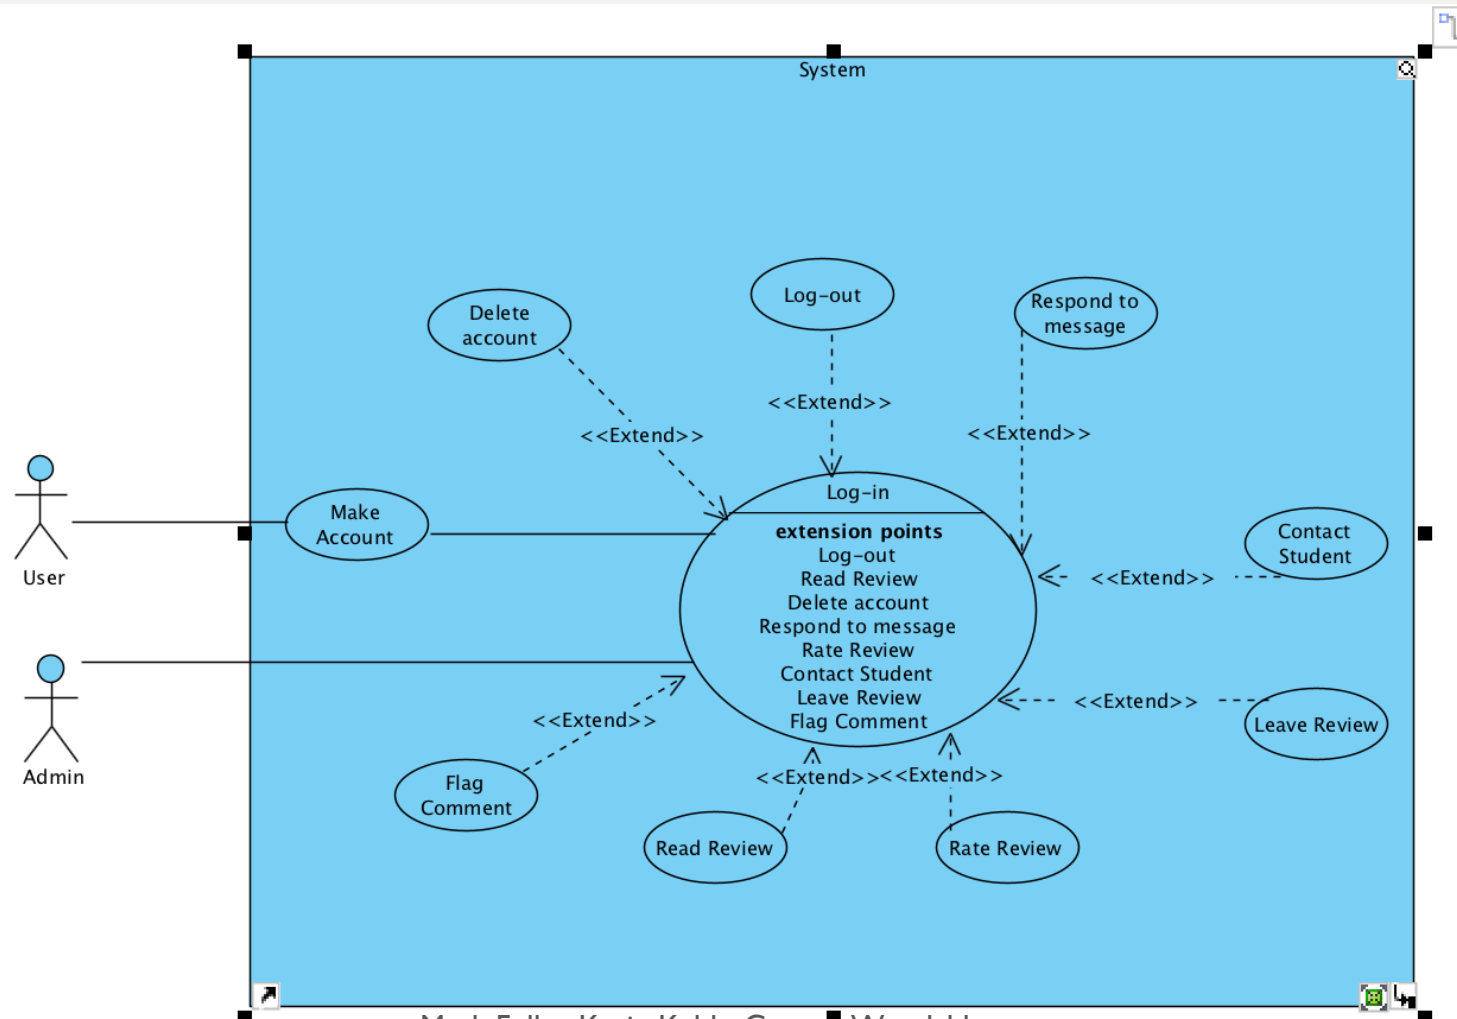 System
Delete
account
Log-out
Respond to
message
<<Extend>>
<<Extend>>
<<Extend>>
User
Make
Account
Log-in
extension points
Log-out
Read Review
Delete account
Respond to message
Rate Review
Contact Student
Leave Review
Flag Comment
Contact
Student
<<Extend>>
Admin
<<Extend>>
<<Extend>>
Leave Review
Flag
Comment
<<Extend>>
<<Extend>>
Read Review
Rate Review